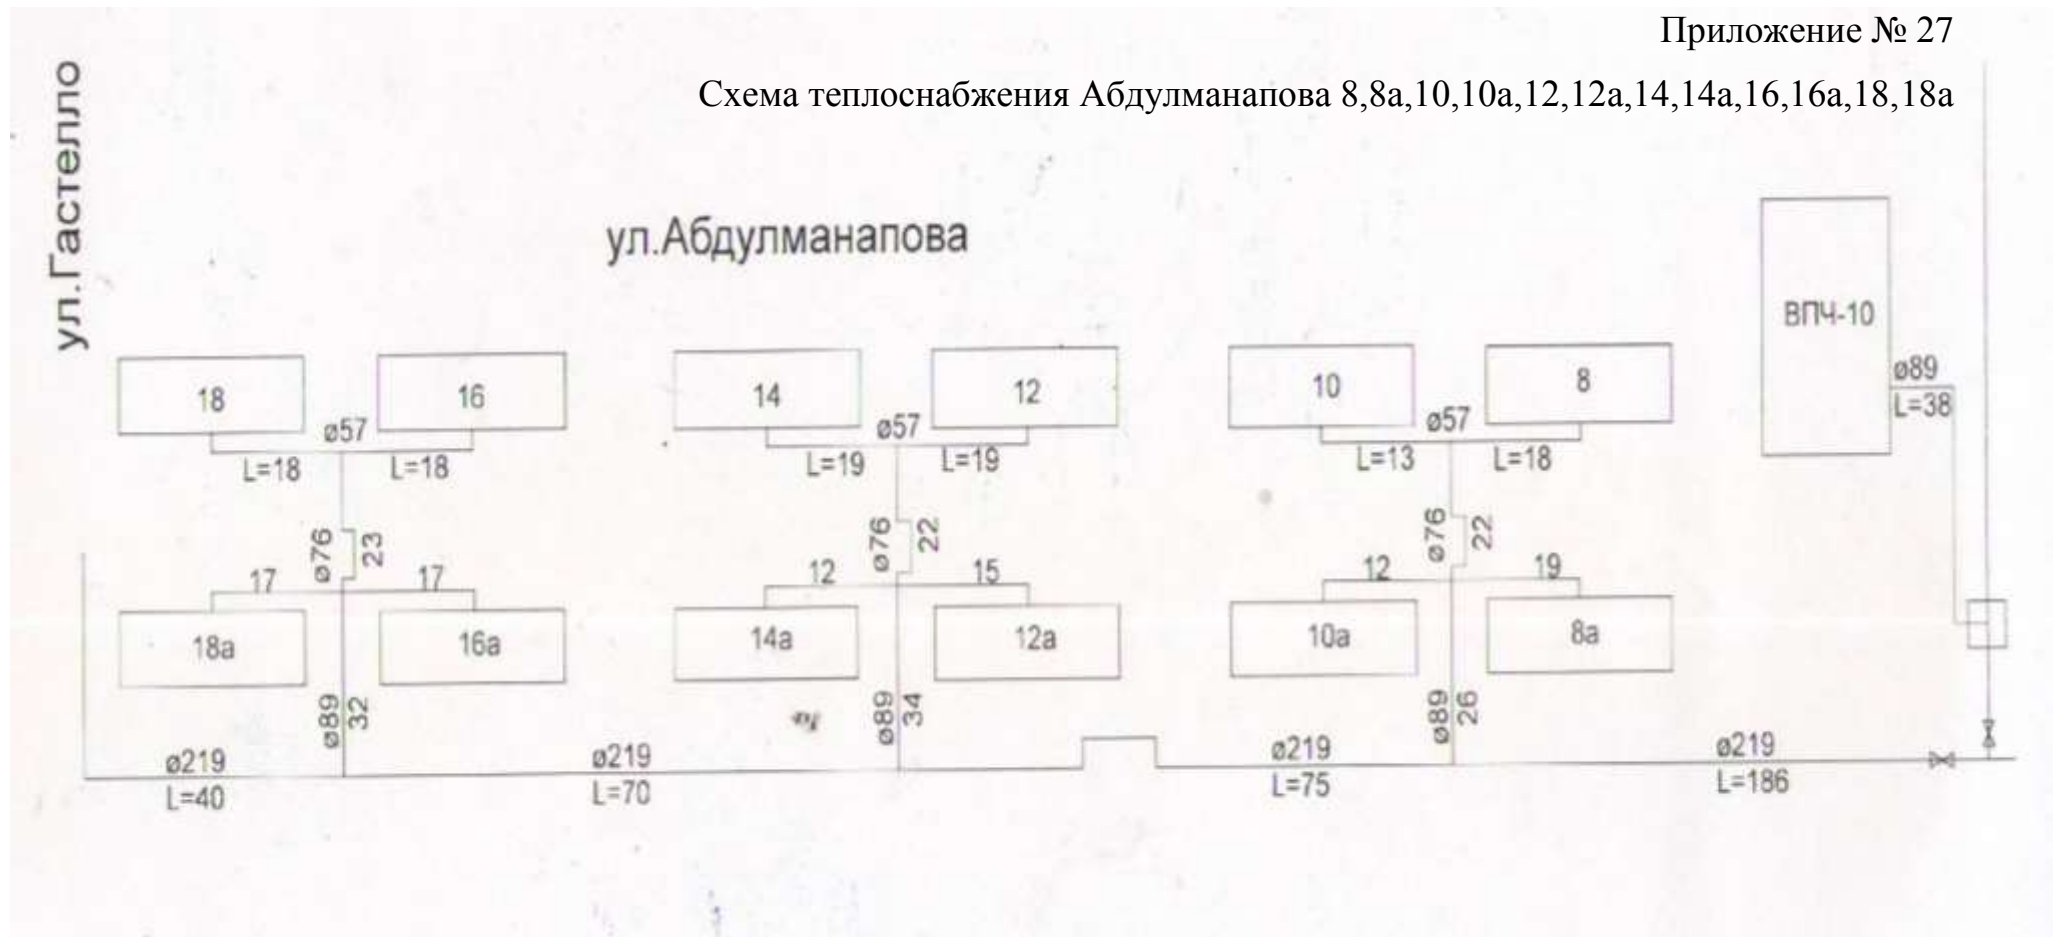 Приложение № 27
Схема теплоснабжения Абдулманапова 8,8а,10,10а,12,12а,14,14а,16,16а,18,18а
ул.Гастелло
ул.Абдулманапова
ВПЧ-10
ø89
L=38
18
16
14
12
10
8
ø57
ø57
ø57
L=18
L=18
L=19
L=19
L=13
L=18
ø76
23
ø76
22
ø76
22
17
17
12
15
12
19
18а
16а
14а
12а
10а
8а
ø89
32
ø89
34
ø89
26
ø219
L=40
ø219
L=70
ø219
L=75
ø219
L=186